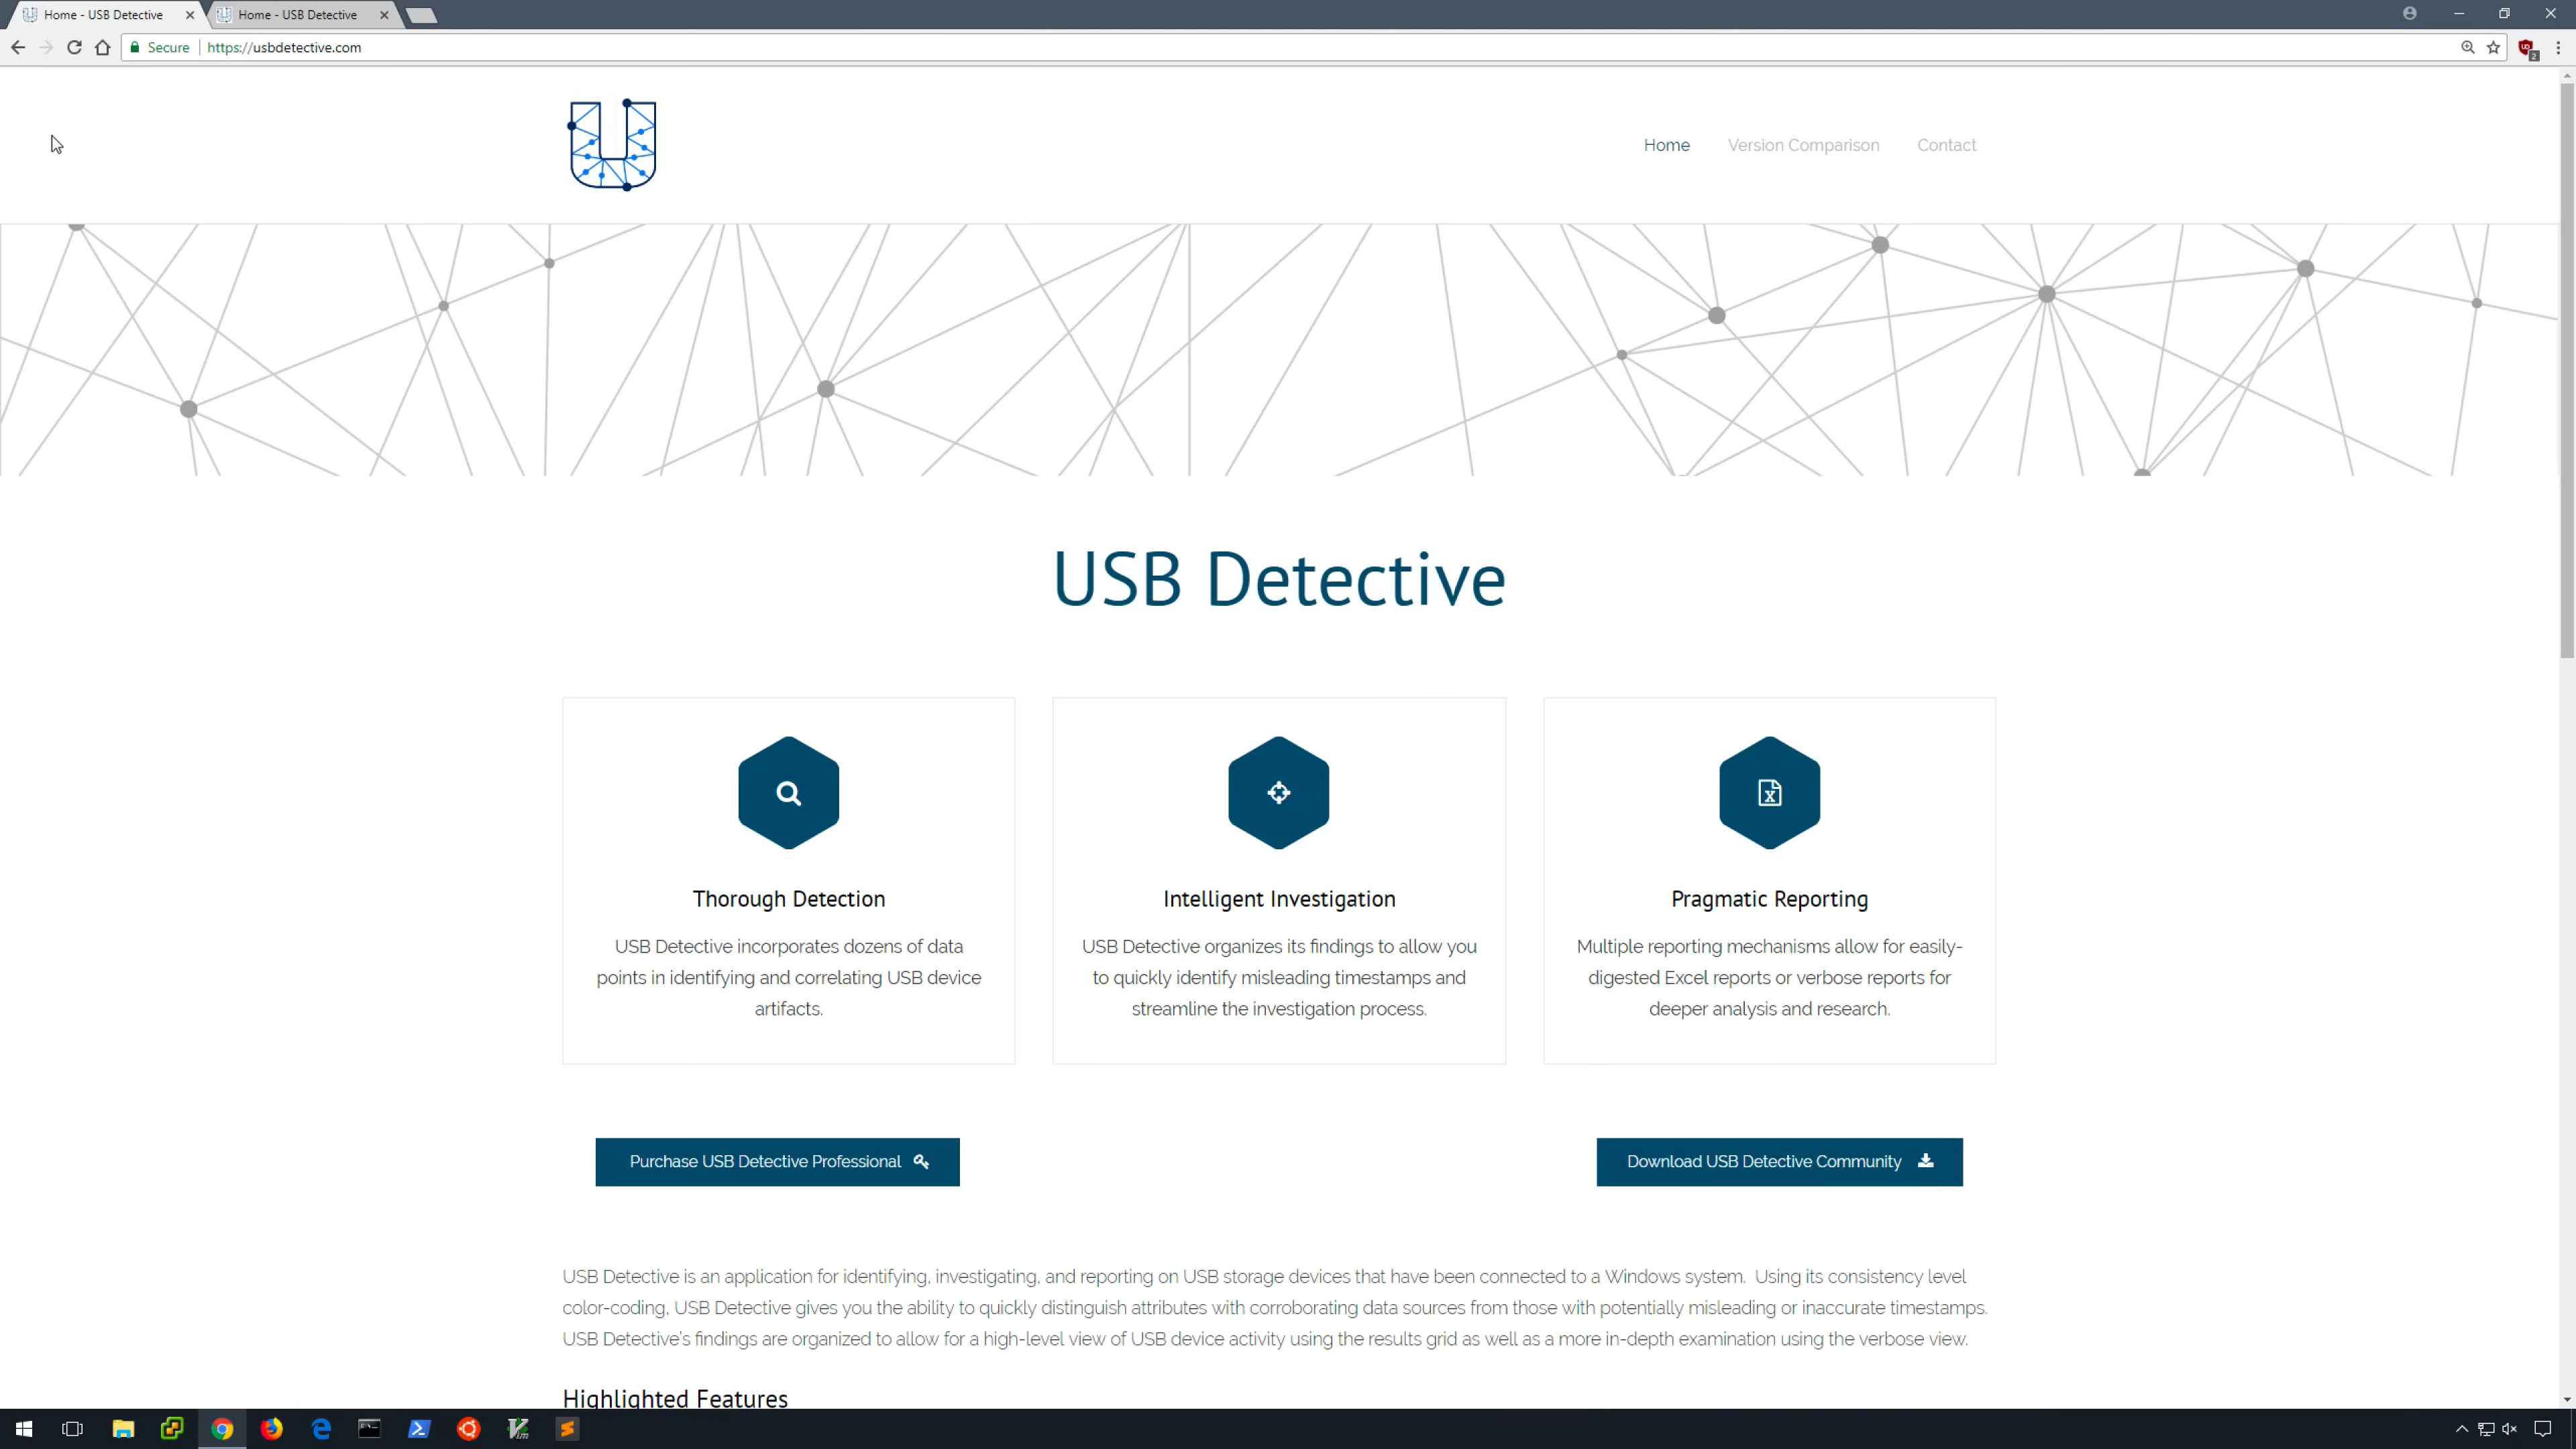 Home - USB Detective
Home - USB Detective
Secure https://usbdetective.com
2
Home
Version Comparison
Contact
USB Detective
Thorough Detection
USB Detective incorporates dozens of data
points in identifying and correlating USB device
artifacts.
Intelligent Investigation
USB Detective organizes its findings to allow you
to quickly identify misleading timestamps and
streamline the investigation process.
Pragmatic Reporting
Multiple reporting mechanisms allow for easily-
digested Excel reports or verbose reports for
deeper analysis and research.
Purchase USB Detective Professional
Download USB Detective Community
USB Detective is an application for identifying, investigating, and reporting on USB storage devices that have been connected to a Windows system.  Using its consistency level
color-coding, USB Detective gives you the ability to quickly distinguish attributes with corroborating data sources from those with potentially misleading or inaccurate timestamps.
USB Detective's findings are organized to allow for a high-level view of USB device activity using the results grid as well as a more in-depth examination using the verbose view.
Highlighted Features